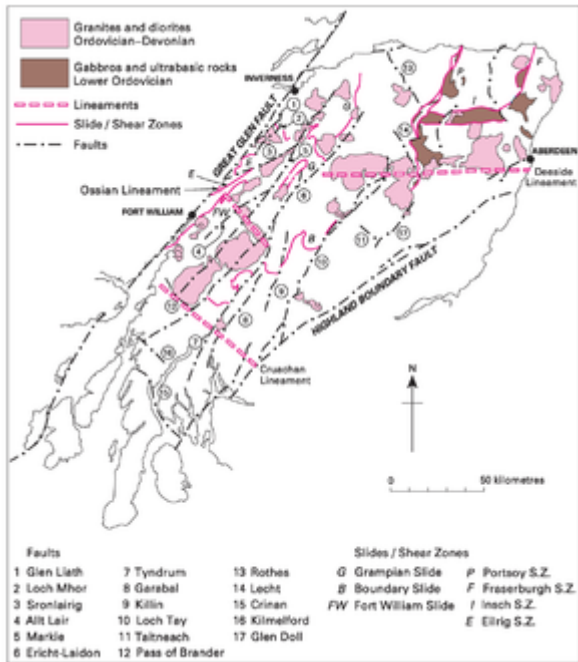 Granites and diorites
Ordovician–Devonian
Gabbros and ultrabasic rocks
Lower Ordovician
Lineaments
Slide / Shear Zones
Faults
INVERNESS
GREAT GLEN FAULT
Ossian Lineament
FORT WILLIAM
ABERDEEN
Deeside
Lineament
HIGHLAND BOUNDARY FAULT
Cruachan
Lineament
N
0 50 kilometres
Faults
1 Glen Liath
2 Loch Mhor
3 Sronlairig
4 Allt Lair
5 Markie
6 Ericht-Laidon
7 Tyndrum
8 Garabal
9 Killin
10 Loch Tay
11 Taitneach
12 Pass of Brander
13 Rothes
14 Lecht
15 Crinan
16 Kilmelford
17 Glen Doll
Slides / Shear Zones
G Grampian Slide
B Boundary Slide
FW Fort William Slide
P Portsoy S.Z.
F Fraserburgh S.Z.
I Insch S.Z.
E Eilrig S.Z.